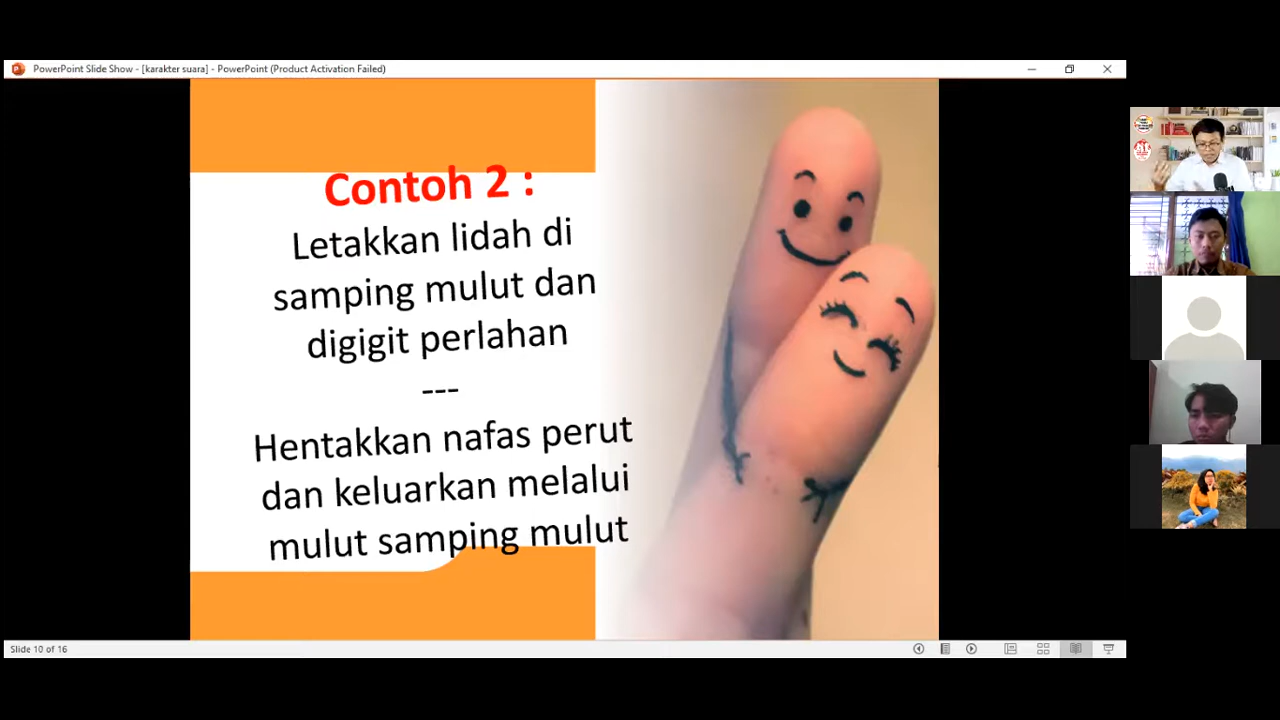 PowerPoint Slide Show - [karakter suara] - PowerPoint (Product Activation Failed)
Contoh 2 :
Letakkan lidah di
samping mulut dan
digigit perlahan
---
Hentakkan nafas perut
dan keluarkan melalui
mulut samping mulut
Slide 10 of 16